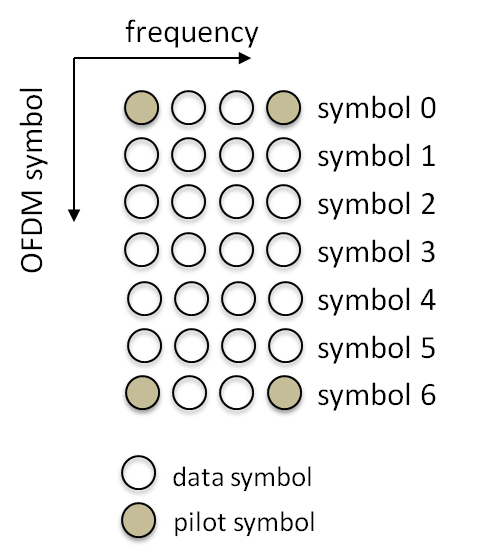 frequency
OFDM symbol
symbol 0
symbol 1
symbol 2
symbol 3
symbol 4
symbol 5
symbol 6
data symbol
pilot symbol